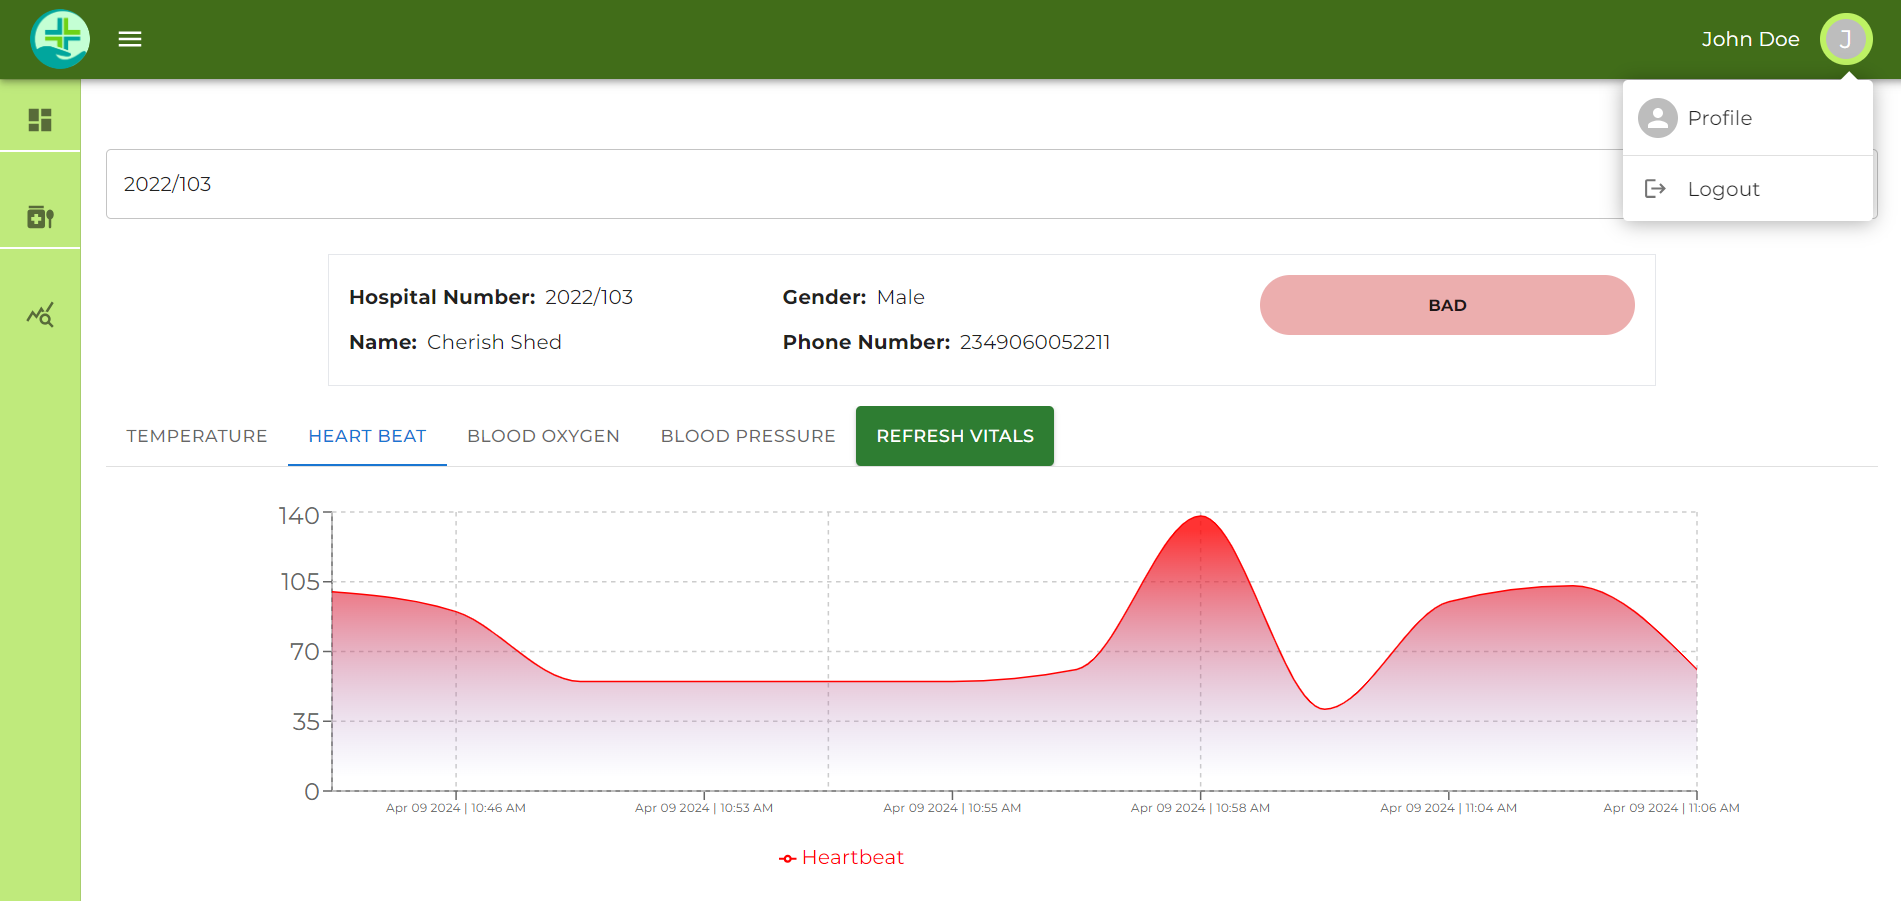 John Doe
J
Profile
Logout
2022/103
Hospital Number: 2022/103
Gender: Male
BAD
Name: Cherish Shed
Phone Number: 2349060052211
TEMPERATURE
HEART BEAT
BLOOD OXYGEN
BLOOD PRESSURE
REFRESH VITALS
140
105
70
35
0
Apr 09 2024 | 10:46 AM
Apr 09 2024 | 10:53 AM
Apr 09 2024 | 10:55 AM
Apr 09 2024 | 10:58 AM
Apr 09 2024 | 11:04 AM
Apr 09 2024 | 11:06 AM
Heartbeat